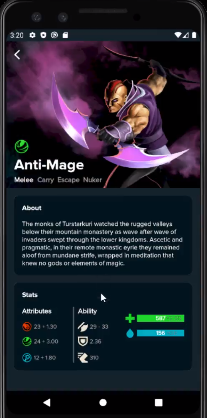 3:20
Anti-Mage
Melee Carry Escape Nuker
About
The monks of Turstarkuri watched the rugged valleys
below their mountain monastery as wave after wave of
invaders swept through the lower kingdoms. Ascetic and
pragmatic, in their remote monastic eyrie they remained
aloof from mundane strife, wrapped in meditation that
knew no gods or elements of magic.
Stats
Attributes Ability
23 + 1.30 29 - 33 587
24 + 3.00 2.36 156
12 + 1.80 310